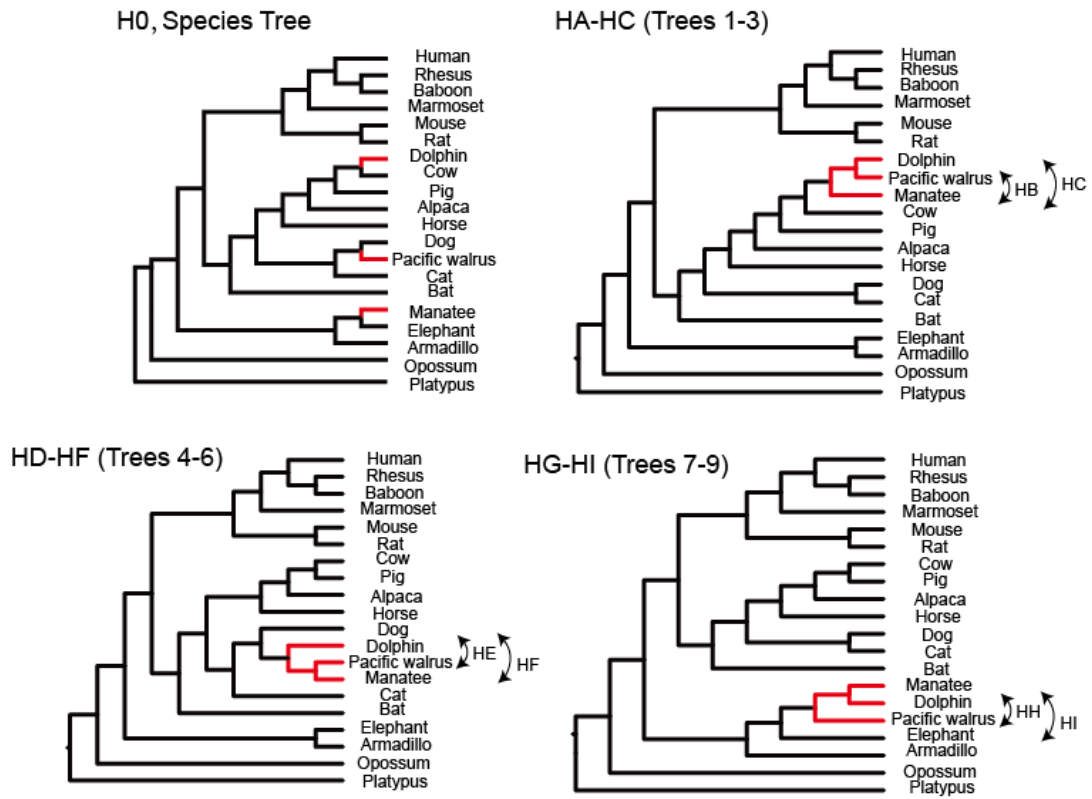 H0, Species Tree
Human
Rhesus
Baboon
Marmoset
Mouse
Rat
Dolphin
Cow
Pig
Alpaca
Horse
Dog
Pacific walrus
Cat
Bat
Manatee
Elephant
Armadillo
Opossum
Platypus
HA-HC (Trees 1-3)
Human
Rhesus
Baboon
Marmoset
Mouse
Rat
Dolphin
Pacific walrus
Manatee
HB
HC
Cow
Pig
Alpaca
Horse
Dog
Cat
Bat
Elephant
Armadillo
Opossum
Platypus
HD-HF (Trees 4-6)
Human
Rhesus
Baboon
Marmoset
Mouse
Rat
Cow
Pig
Alpaca
Horse
Dog
Dolphin
Pacific walrus
Manatee
HE
HF
Cat
Bat
Elephant
Armadillo
Opossum
Platypus
HG-HI (Trees 7-9)
Human
Rhesus
Baboon
Marmoset
Mouse
Rat
Cow
Pig
Alpaca
Horse
Dog
Cat
Bat
Manatee
Dolphin
Pacific walrus
HH
HI
Elephant
Armadillo
Opossum
Platypus